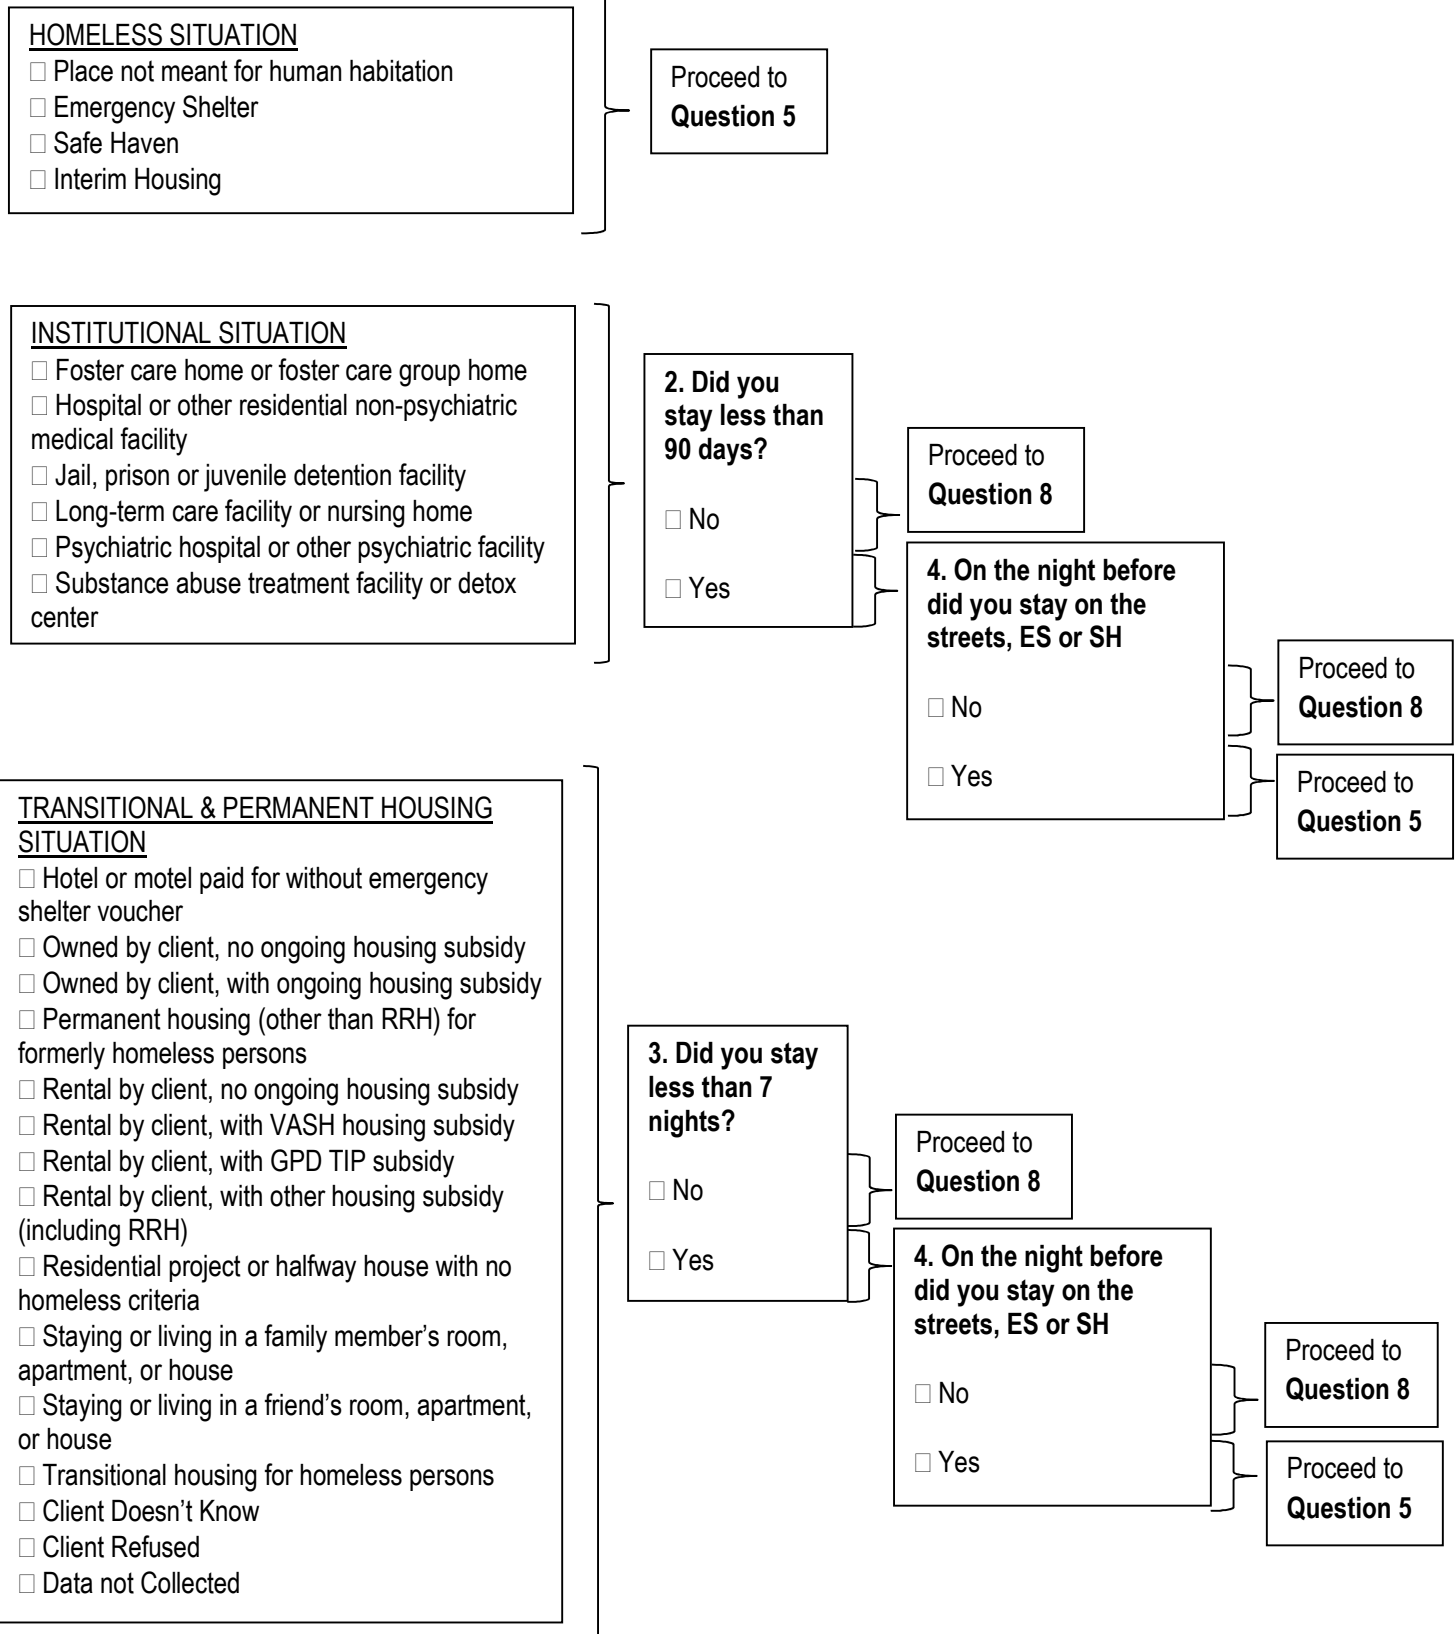 HOMELESS SITUATION
□ Place not meant for human habitation
□ Emergency Shelter
□ Safe Haven
□ Interim Housing
Proceed to
Question 5
INSTITUTIONAL SITUATION
□ Foster care home or foster care group home
□ Hospital or other residential non-psychiatric
medical facility
□ Jail, prison or juvenile detention facility
□ Long-term care facility or nursing home
□ Psychiatric hospital or other psychiatric facility
□ Substance abuse treatment facility or detox
center
2. Did you
stay less than
90 days?
□ No
□ Yes
Proceed to
Question 8
4. On the night before
did you stay on the
streets, ES or SH
□ No
□ Yes
Proceed to
Question 8
Proceed to
Question 5
TRANSITIONAL & PERMANENT HOUSING
SITUATION
□ Hotel or motel paid for without emergency
shelter voucher
□ Owned by client, no ongoing housing subsidy
□ Owned by client, with ongoing housing subsidy
□ Permanent housing (other than RRH) for
formerly homeless persons
□ Rental by client, no ongoing housing subsidy
□ Rental by client, with VASH housing subsidy
□ Rental by client, with GPD TIP subsidy
□ Rental by client, with other housing subsidy
(including RRH)
□ Residential project or halfway house with no
homeless criteria
□ Staying or living in a family member’s room,
apartment, or house
□ Staying or living in a friend’s room, apartment,
or house
□ Transitional housing for homeless persons
□ Client Doesn’t Know
□ Client Refused
□ Data not Collected
3. Did you stay
less than 7
nights?
□ No
□ Yes
Proceed to
Question 8
4. On the night before
did you stay on the
streets, ES or SH
□ No
□ Yes
Proceed to
Question 8
Proceed to
Question 5